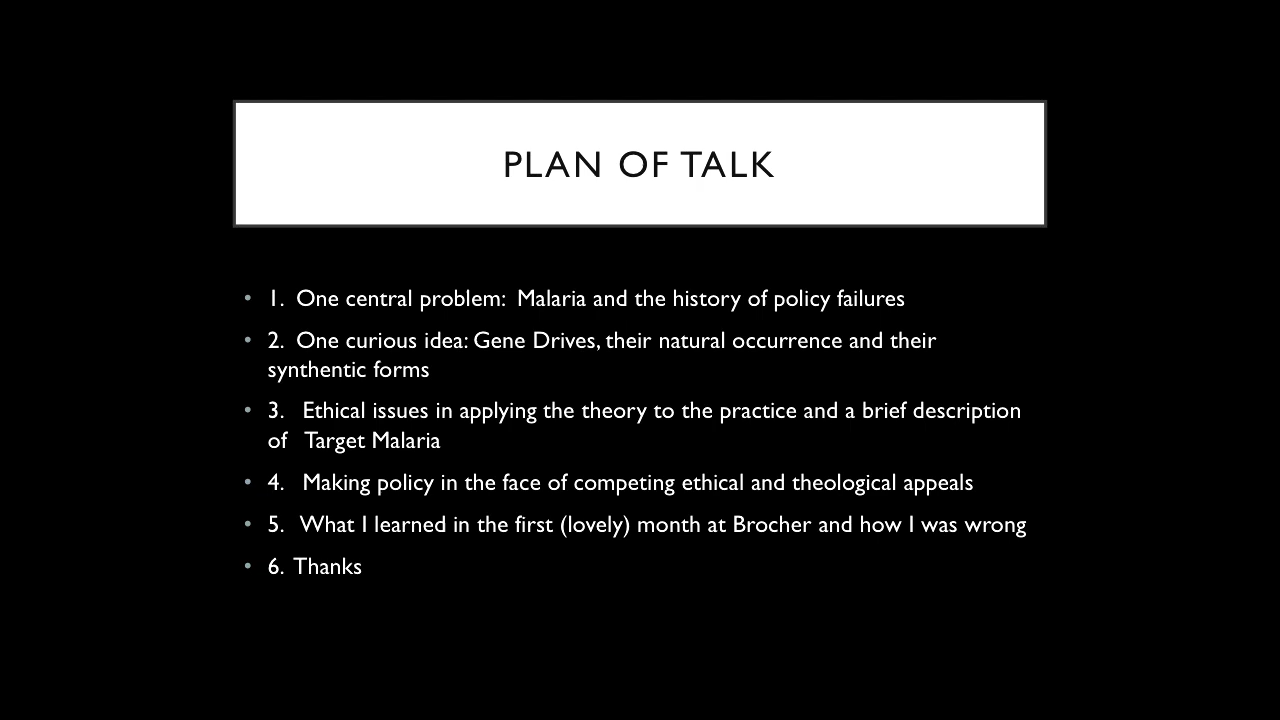 PLAN OF TALK
• 1.  One central problem:  Malaria and the history of policy failures
• 2.  One curious idea: Gene Drives, their natural occurrence and their
synthentic forms
• 3.   Ethical issues in applying the theory to the practice and a brief description
of   Target Malaria
• 4.   Making policy in the face of competing ethical and theological appeals
• 5.   What I learned in the first (lovely) month at Brocher and how I was wrong
• 6.  Thanks